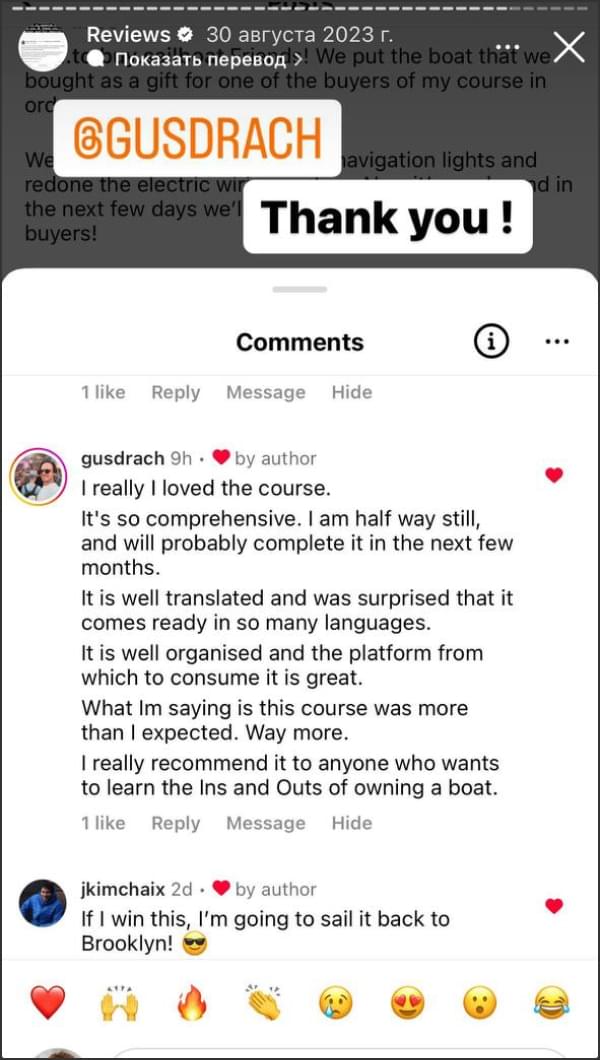 Reviews 30 августа 2023 г.
Показать перевод >
sailboat Friends! We put the boat that we
bought as a gift for one of the buyers of my course in
ord
@GUSDRACH
We navigation lights and
redone the electric wir nd in
the next few days we'l
buyers!
Thank you !
Comments
1 like Reply Message Hide
gusdrach 9h • by author
I really I loved the course.
It's so comprehensive. I am half way still,
and will probably complete it in the next few
months.
It is well translated and was surprised that it
comes ready in so many languages.
It is well organised and the platform from
which to consume it is great.
What Im saying is this course was more
than I expected. Way more.
I really recommend it to anyone who wants
to learn the Ins and Outs of owning a boat.
1 like Reply Message Hide
jkimchaix 2d • by author
If I win this, I'm going to sail it back to
Brooklyn! 😎